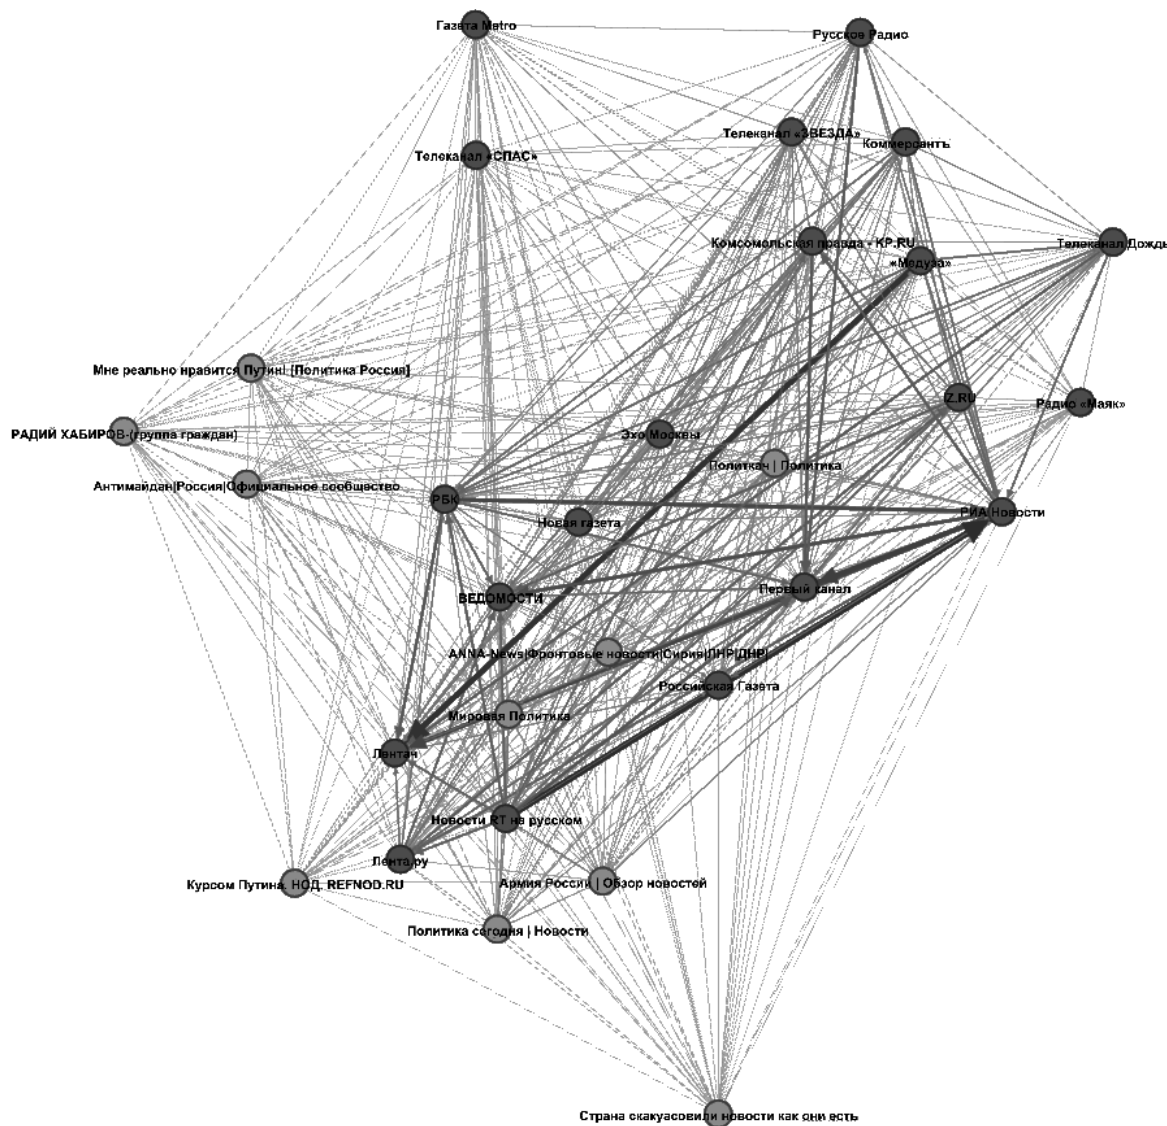 Газета Metro
Русское Радио
Телеканал «ЗВЕЗДА»
Коммерсантъ
Телеканал «СПАС»
Комсомольская правда - KP.RU
Телеканал Дождь
«Медуза»
Мне реально нравится Путин! [Политика Россия]
Z.RU
Радио «Маяк»
РАДИЙ ХАБИРОВ-(группа граждан)
Эхо Москвы
Политкач | Политика
Антимайдан|Россия|Официальное сообщество
РБК
РИА Новости
Новая газета
Первый канал
ВЕДОМОСТИ
ANNA-News|Фронтовые новости|Сирия|ЛНР|ДНР|
Российская Газета
Мировая Политика
Лентач
Новости RT на русском
Лента.ру
Курсом Путина. НОД. REFNOD.RU
Армия России | Обзор новостей
Политика сегодня | Новости
Страна скакуасовили новости как они есть